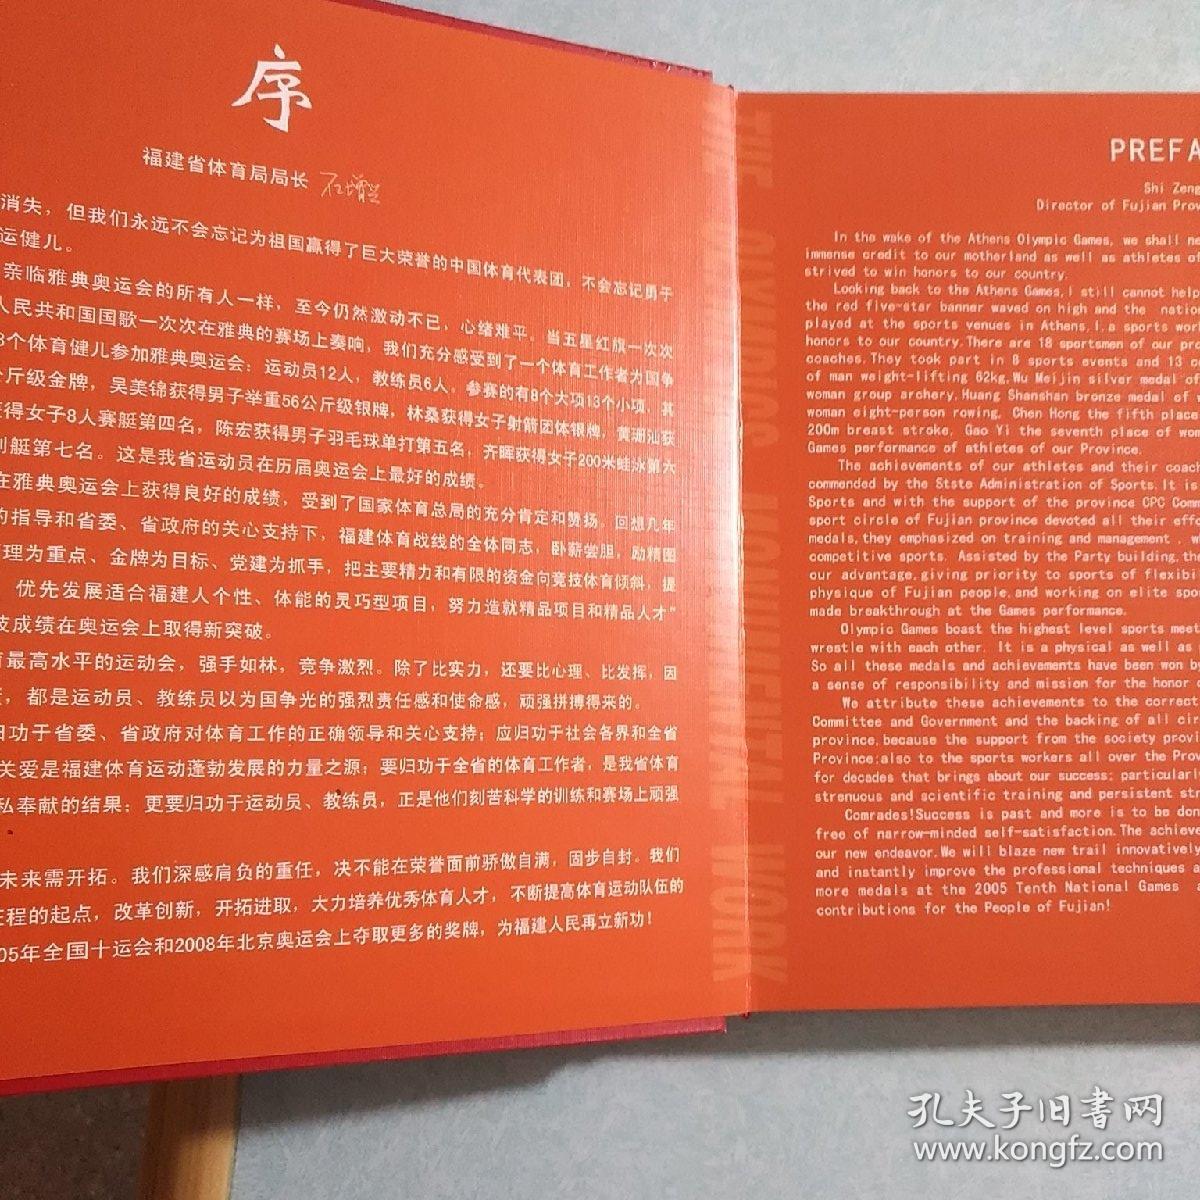 序
福建省体育局局长 石增兴
消失，但我们永远不会忘记为祖国赢得了巨大荣誉的中国体育代表团，不会忘记勇于
运健儿。
亲临雅典奥运会的所有人一样，至今仍然激动不已，心绪难平。当五星红旗一次次
人民共和国国歌一次次在雅典的赛场上奏响，我们充分感受到了一个体育工作者为国争
8个体育健儿参加雅典奥运会：运动员12人，教练员6人。参赛的有8个大项13个小项，其
公斤级金牌，吴美锦获得男子举重56公斤级银牌，林桑获得女子射箭团体银牌，黄珊汕获
获得女子8人赛艇第四名，陈宏获得男子羽毛球单打第五名，齐晖获得女子200米蛙泳第六
划艇第七名。这是我省运动员在历届奥运会上最好的成绩。
在雅典奥运会上获得良好的成绩，受到了国家体育总局的充分肯定和赞扬。回想几年
的指导和省委、省政府的关心支持下，福建体育战线的全体同志，卧薪尝胆，励精图
管理为重点、金牌为目标、党建为抓手，把主要精力和有限的资金向竞技体育倾斜，提
优先发展适合福建人个性、体能的灵巧型项目，努力造就精品项目和精品人才”
技成绩在奥运会上取得新突破。
育最高水平的运动会，强手如林，竞争激烈。除了比实力，还要比心理、比发挥，因
，都是运动员、教练员以为国争光的强烈责任感和使命感，顽强拼搏得来的。
归功于省委、省政府对体育工作的正确领导和关心支持；应归功于社会各界和全省
关爱是福建体育运动蓬勃发展的力量之源；要归功于全省的体育工作者，是我省体育
私奉献的结果；更要归功于运动员、教练员，正是他们刻苦科学的训练和赛场上顽强
。
未来需开拓。我们深感肩负的重任，决不能在荣誉面前骄傲自满，固步自封。我们
征程的起点，改革创新，开拓进取，大力培养优秀体育人才，不断提高体育运动队伍的
05年全国十运会和2008年北京奥运会上夺取更多的奖牌，为福建人民再立新功！
THE OLYMPICS MONUMENTAL WORK
PREFA
Shi Zeng
Director of Fujian Prov
In the wake of the Athens Olympic Games, we shall ne
immense credit to our motherland as well as athletes of
strived to win honors to our country.
Looking back to the Athens Games, I still cannot help
the red five-star banner waved on high and the nation
played at the sports venues in Athens, I, a sports work
honors to our country. There are 18 sportsmen of our pro
coaches. They took part in 8 sports events and 13 c
of man weight-lifting 62kg, Wu Meijin silver medal of
woman group archery, Huang Shanshan bronze medal of w
woman eight-person rowing, Chen Hong the fifth place
200m breast stroke, Gao Yi the seventh place of wom
Games performance of athletes of our Province.
The achievements of our athletes and their coach
commended by the Stste Administration of Sports. It is
Sports and with the support of the province CPC Com
sport circle of Fujian province devoted all their eff
medals, they emphasized on training and management , w
competitive sports. Assisted by the Party building, th
our advantage, giving priority to sports of flexibil
physique of Fujian people, and working on elite spo
made breakthrough at the Games performance.
Olympic Games boast the highest level sports meet
wrestle with each other. It is a physical as well as
So all these medals and achievements have been won by
a sense of responsibility and mission for the honor
We attribute these achievements to the correct
Committee and Government and the backing of all cir
province, because the support from the society provi
Province; also to the sports workers all over the Prov
for decades that brings about our success; particularl
strenuous and scientific training and persistent str
Comrades! Success is past and more is to be don
free of narrow-minded self-satisfaction. The achieve
our new endeavor. We will blaze new trail innovatively
and instantly improve the professional techniques
more medals at the 2005 Tenth National Games
contributions for the People of Fujian!
孔夫子旧书网
www.kongfz.com